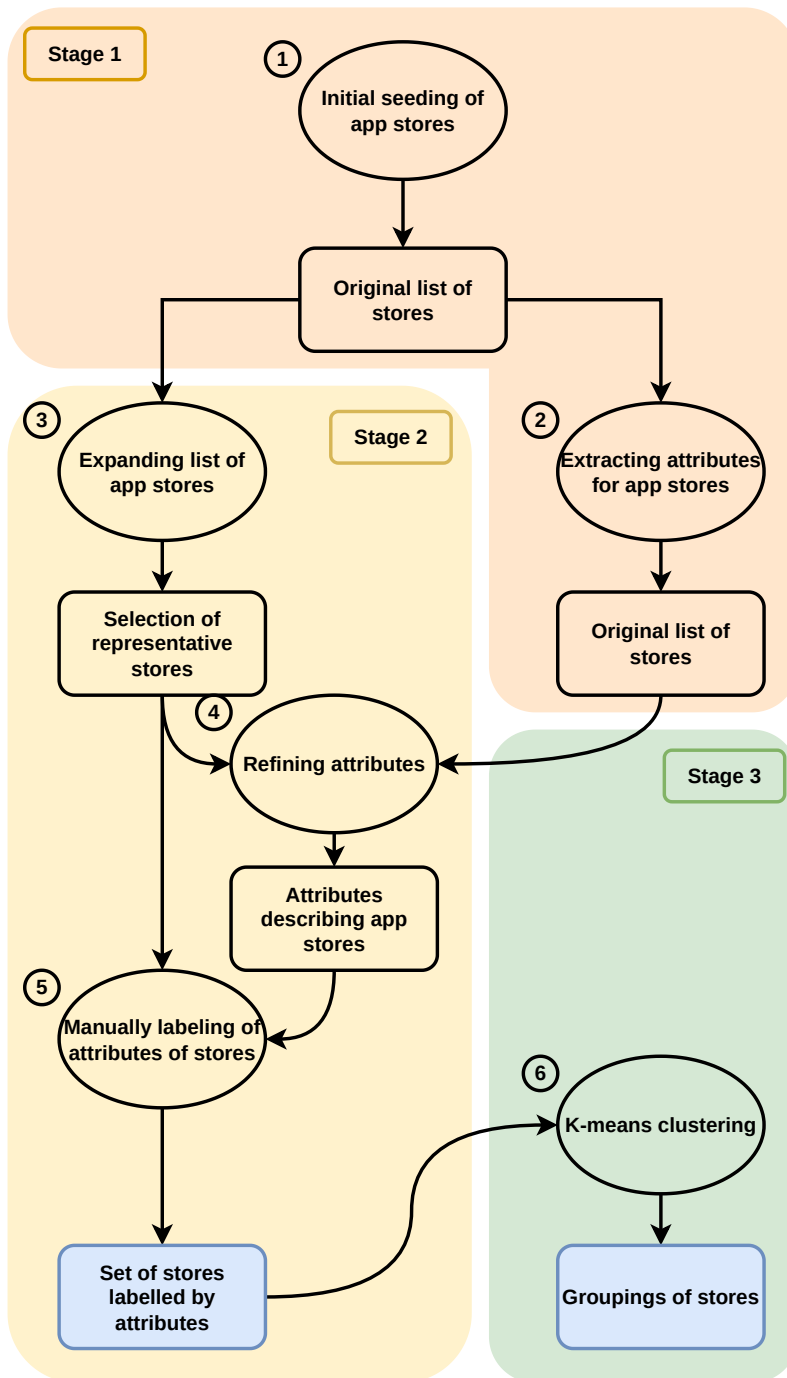 Stage 1
1
Initial seeding of
app stores
Original list of
stores
3
Expanding list of
app stores
Stage 2
2
Extracting attributes
for app stores
Selection of
representative
stores
Original list of
stores
4
Refining attributes
Stage 3
Attributes
describing app
stores
5
Manually labeling of
attributes of stores
6
K-means clustering
Set of stores
labelled by
attributes
Groupings of stores